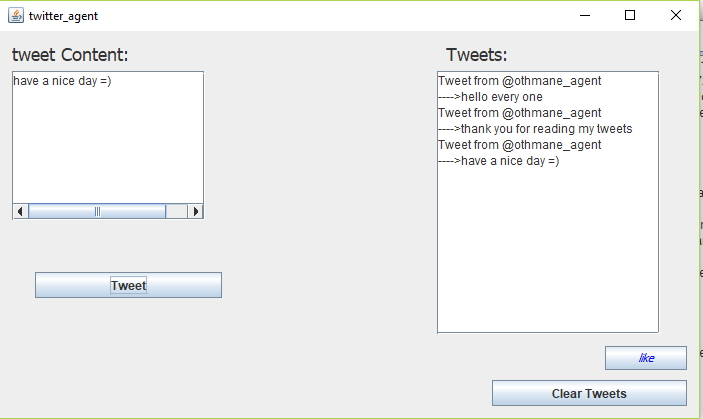 twitter_agent
tweet Content:
have a nice day =)
Tweet
Tweets:
Tweet from @othmane_agent
---->hello every one
Tweet from @othmane_agent
---->thank you for reading my tweets
Tweet from @othmane_agent
---->have a nice day =)
like
Clear Tweets